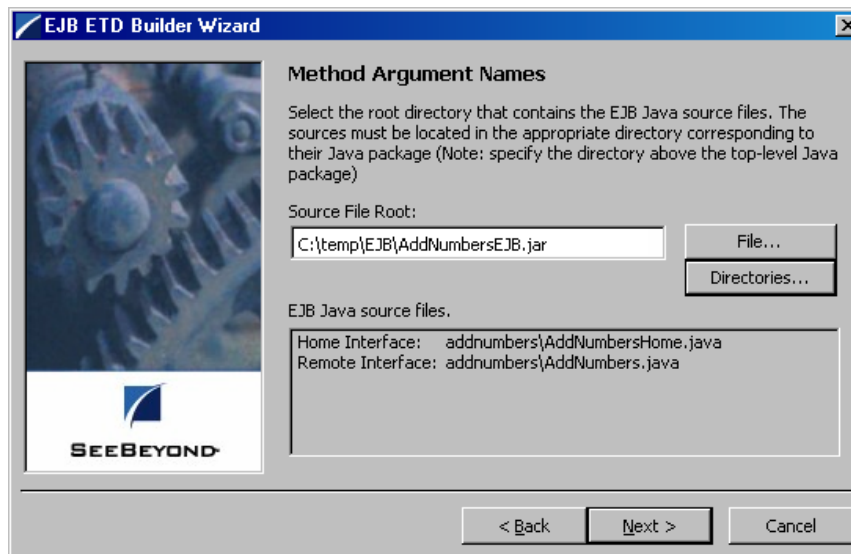 EJB ETD Builder Wizard
Method Argument Names
Select the root directory that contains the EJB Java source files. The
sources must be located in the appropriate directory corresponding to
their Java package (Note: specify the directory above the top-level Java
package)
Source File Root:
C:\temp\EJB\AddNumbersEJB.jar
File...
Directories...
EJB Java source files.
Home Interface: addnumbers\AddNumbersHome.java
Remote Interface: addnumbers\AddNumbers.java
SEEBEYOND
< Back
Next >
Cancel